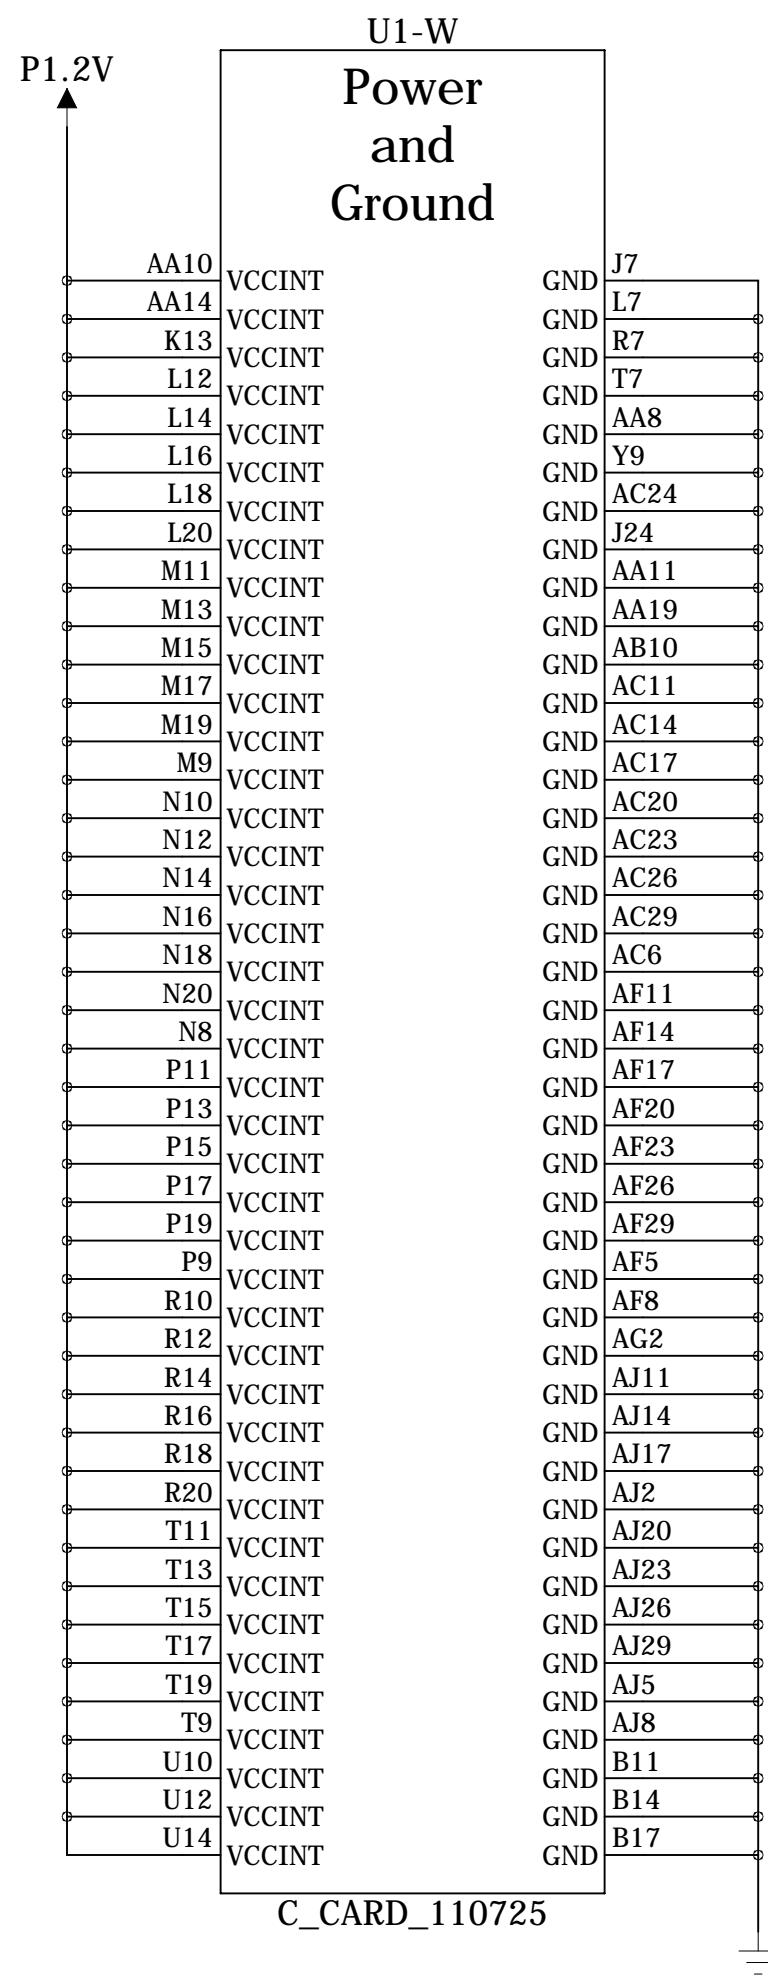 U1-W
P1.2V
Power
and
Ground
AA10 VCCINT GND J7
AA14 VCCINT GND L7
K13 VCCINT GND R7
L12 VCCINT GND T7
L14 VCCINT GND AA8
L16 VCCINT GND Y9
L18 VCCINT GND AC24
L20 VCCINT GND J24
M11 VCCINT GND AA11
M13 VCCINT GND AA19
M15 VCCINT GND AB10
M17 VCCINT GND AC11
M19 VCCINT GND AC14
M9 VCCINT GND AC17
N10 VCCINT GND AC20
N12 VCCINT GND AC23
N14 VCCINT GND AC26
N16 VCCINT GND AC29
N18 VCCINT GND AC6
N20 VCCINT GND AF11
N8 VCCINT GND AF14
P11 VCCINT GND AF17
P13 VCCINT GND AF20
P15 VCCINT GND AF23
P17 VCCINT GND AF26
P19 VCCINT GND AF29
P9 VCCINT GND AF5
R10 VCCINT GND AF8
R12 VCCINT GND AG2
R14 VCCINT GND AJ11
R16 VCCINT GND AJ14
R18 VCCINT GND AJ17
R20 VCCINT GND AJ2
T11 VCCINT GND AJ20
T13 VCCINT GND AJ23
T15 VCCINT GND AJ26
T17 VCCINT GND AJ29
T19 VCCINT GND AJ5
T9 VCCINT GND AJ8
U10 VCCINT GND B11
U12 VCCINT GND B14
U14 VCCINT GND B17
C_CARD_110725